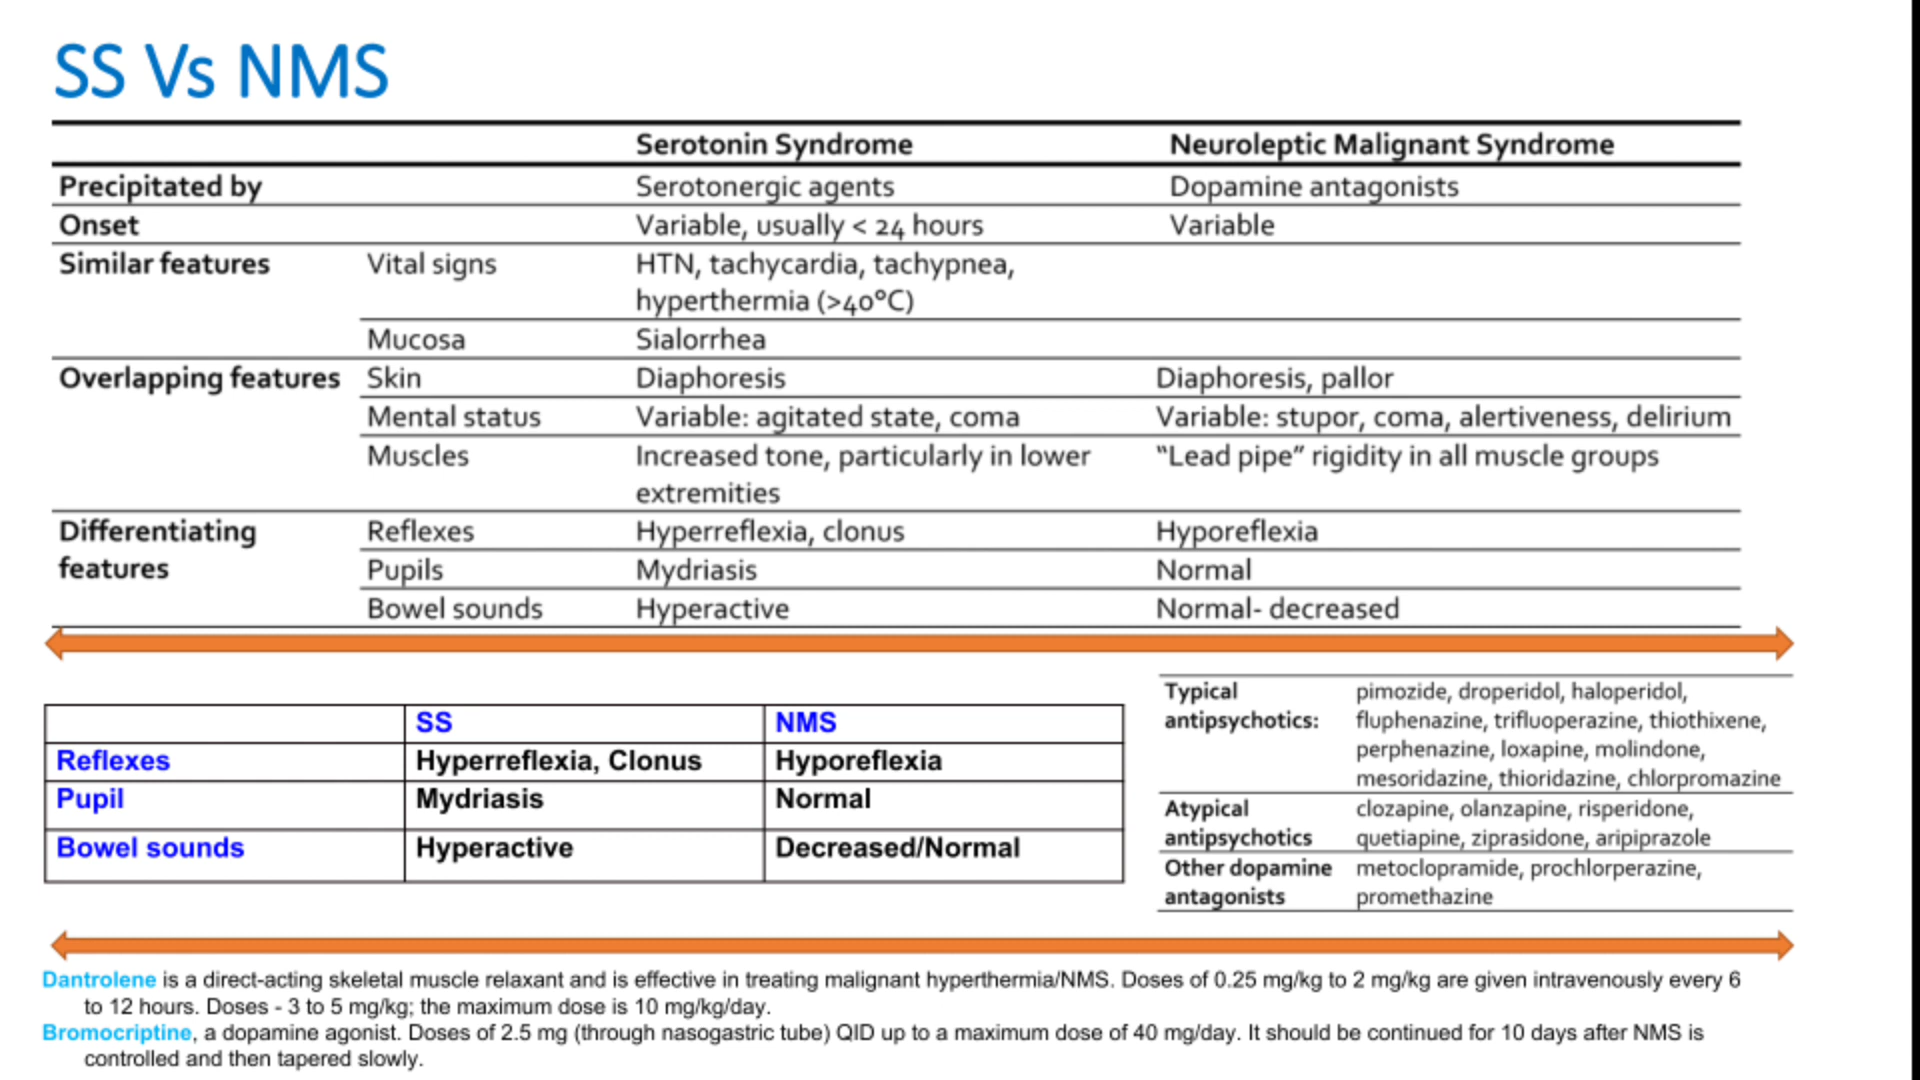 SS Vs NMS
Serotonin Syndrome Neuroleptic Malignant Syndrome
Precipitated by Serotonergic agents Dopamine antagonists
Onset Variable, usually < 24 hours Variable
Similar features Vital signs HTN, tachycardia, tachypnea,
hyperthermia (>40°C)
Mucosa Sialorrhea
Overlapping features Skin Diaphoresis Diaphoresis, pallor
Mental status Variable: agitated state, coma Variable: stupor, coma, alertiveness, delirium
Muscles Increased tone, particularly in lower "Lead pipe" rigidity in all muscle groups
extremities
Differentiating Reflexes Hyperreflexia, clonus Hyporeflexia
features Pupils Mydriasis Normal
Bowel sounds Hyperactive Normal- decreased
SS NMS
Reflexes Hyperreflexia, Clonus Hyporeflexia
Pupil Mydriasis Normal
Bowel sounds Hyperactive Decreased/Normal
Typical pimozide, droperidol, haloperidol,
antipsychotics: fluphenazine, trifluoperazine, thiothixene,
perphenazine, loxapine, molindone,
mesoridazine, thioridazine, chlorpromazine
Atypical clozapine, olanzapine, risperidone,
antipsychotics quetiapine, ziprasidone, aripiprazole
Other dopamine metoclopramide, prochlorperazine,
antagonists promethazine
Dantrolene is a direct-acting skeletal muscle relaxant and is effective in treating malignant hyperthermia/NMS. Doses of 0.25 mg/kg to 2 mg/kg are given intravenously every 6
to 12 hours. Doses - 3 to 5 mg/kg; the maximum dose is 10 mg/kg/day.
Bromocriptine, a dopamine agonist. Doses of 2.5 mg (through nasogastric tube) QID up to a maximum dose of 40 mg/day. It should be continued for 10 days after NMS is
controlled and then tapered slowly.